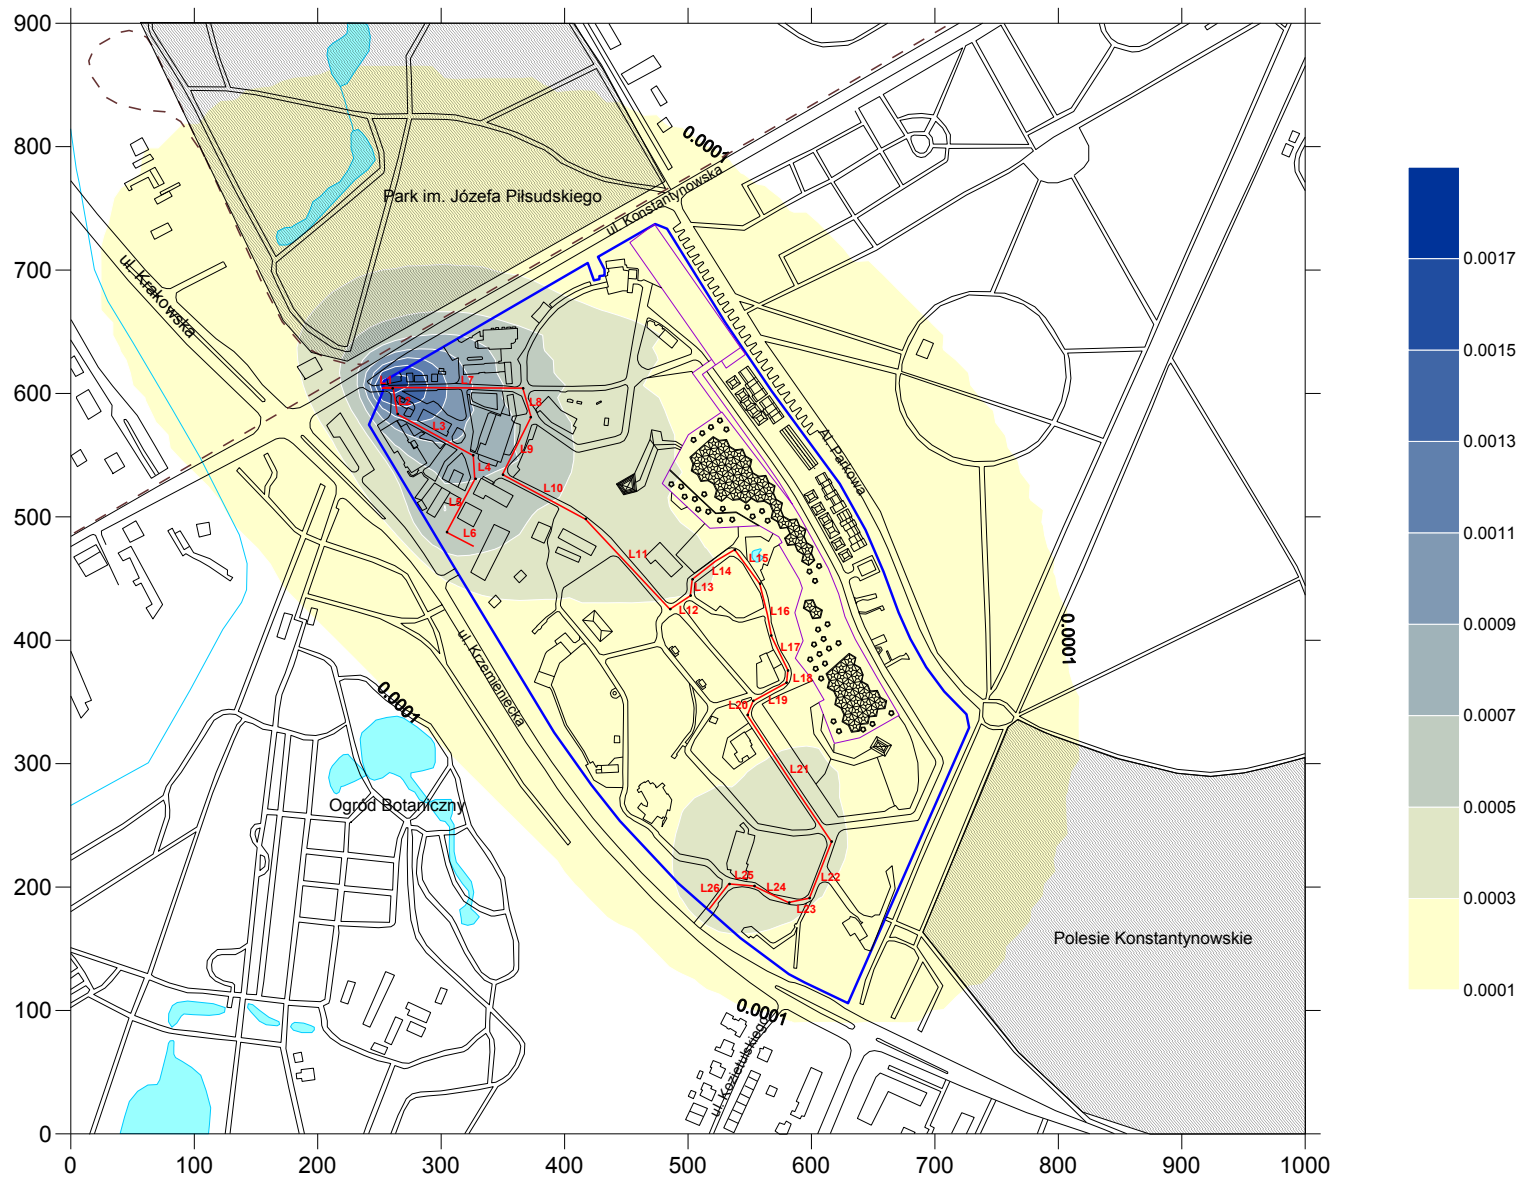 900
800
700
600
500
400
300
200
100
0
0
100
200
300
400
500
600
700
800
900
1000
0.0001
Park im. Józefa Piłsudskiego
ul. Konstantynowska
ul. Krakowska
L7
L3
L8
L9
L4
L5
L6
L10
L11
L12
L13
L14
L15
L16
L17
L18
L19
L20
L21
L22
L23
L24
L25
L26
Al. Parkowa
0.0001
ul. Krzemieniecka
0.0001
Ogród Botaniczny
Polesie Konstantynowskie
0.0001
ul. Kozietulskiego
0.0017
0.0015
0.0013
0.0011
0.0009
0.0007
0.0005
0.0003
0.0001